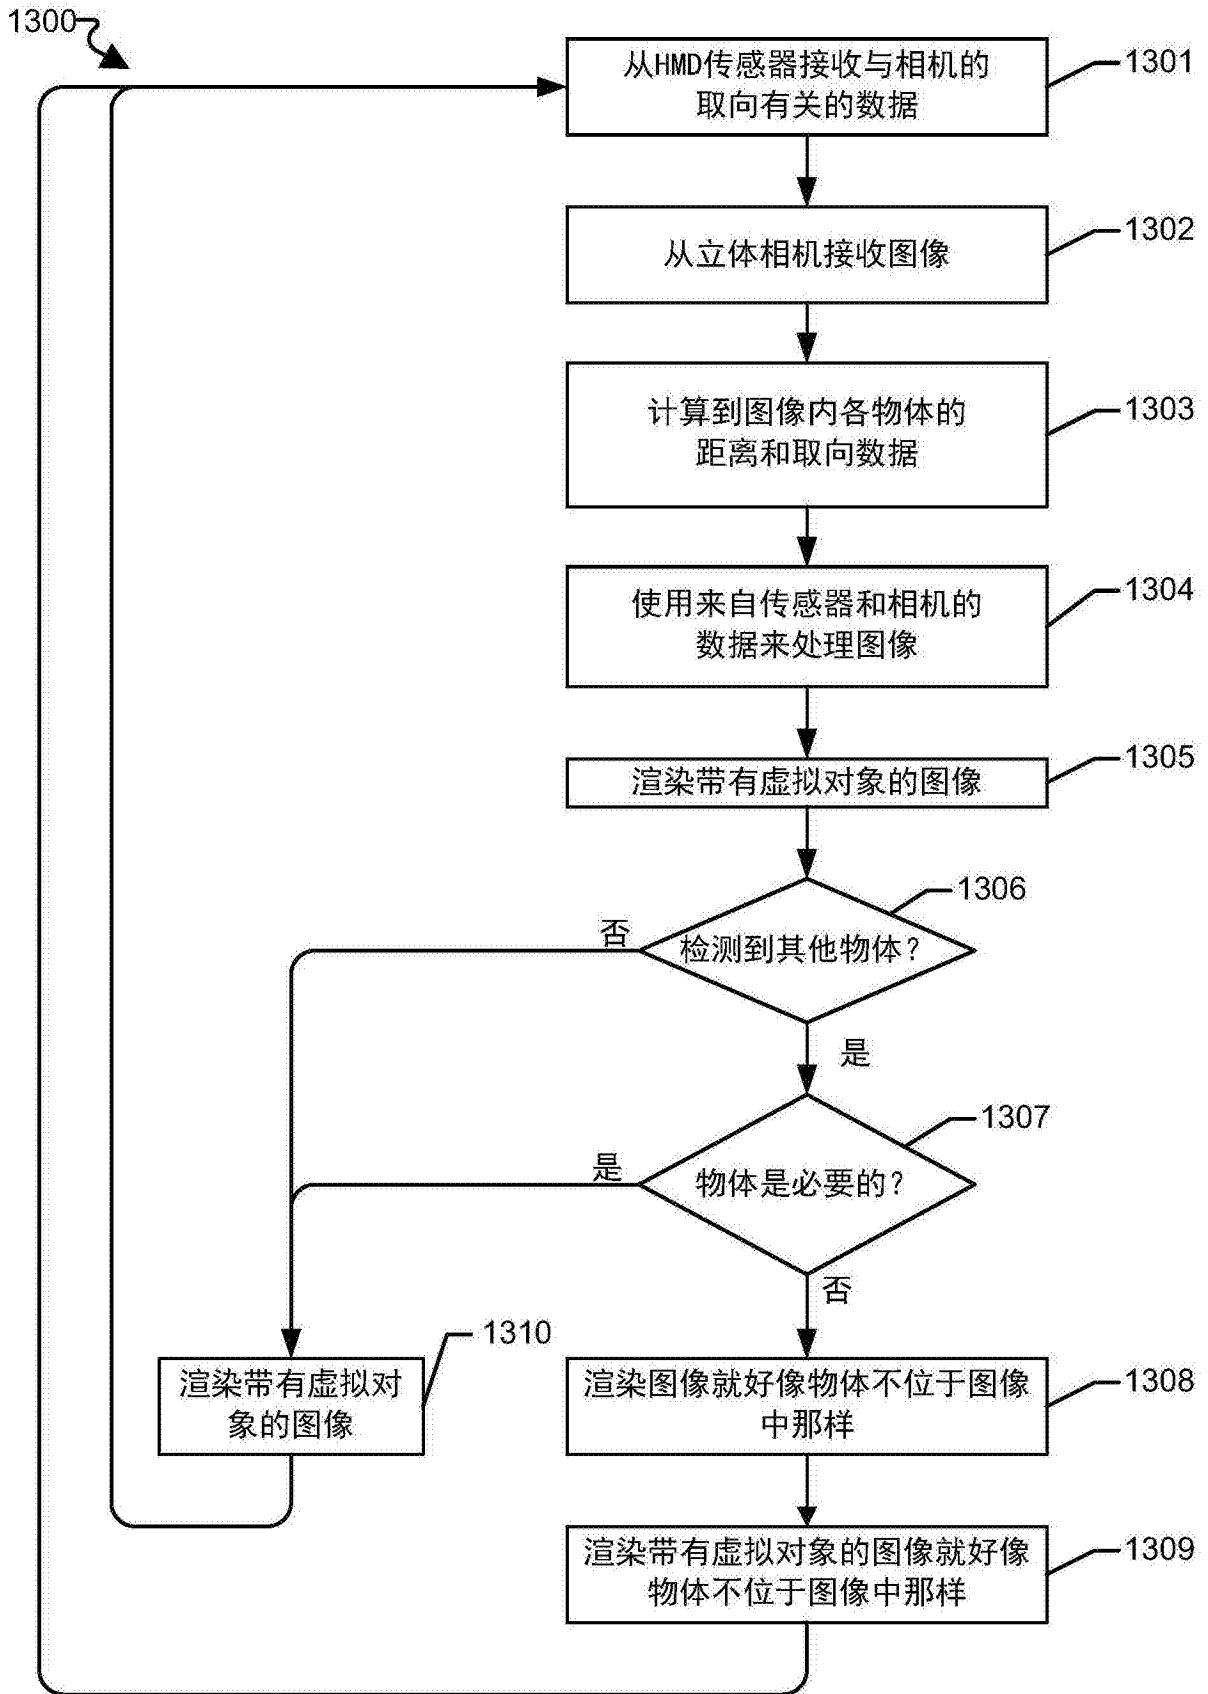 1300
从HMD传感器接收与相机的
取向有关的数据
1301
从立体相机接收图像
1302
计算到图像内各物体的
距离和取向数据
1303
使用来自传感器和相机的
数据来处理图像
1304
渲染带有虚拟对象的图像
1305
检测到其他物体？
1306
否
是
物体是必要的？
1307
是
否
渲染带有虚拟对
象的图像
1310
渲染图像就好像物体不位于图像
中那样
1308
渲染带有虚拟对象的图像就好像
物体不位于图像中那样
1309